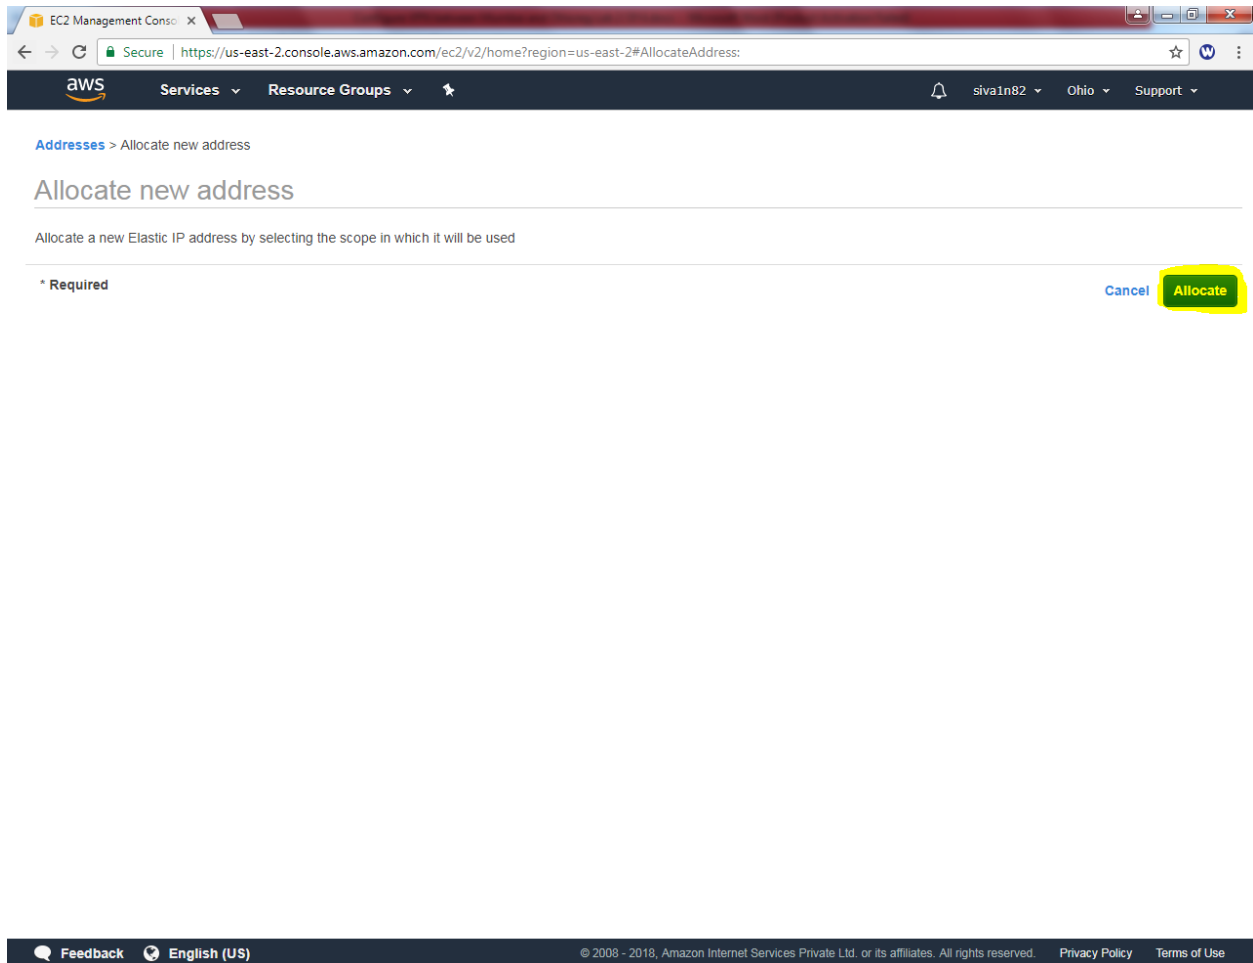 EC2 Management Conso
Secure https://us-east-2.console.aws.amazon.com/ec2/v2/home?region=us-east-2#AllocateAddress:
aws Services Resource Groups siva1n82 Ohio Support
Addresses > Allocate new address
Allocate new address
Allocate a new Elastic IP address by selecting the scope in which it will be used
* Required Cancel Allocate
Feedback English (US) © 2008 - 2018, Amazon Internet Services Private Ltd. or its affiliates. All rights reserved. Privacy Policy Terms of Use